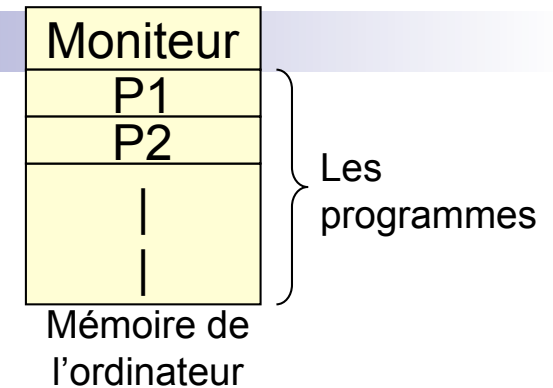 Moniteur
P1
P2
|
|
Les
programmes
Mémoire de
l’ordinateur